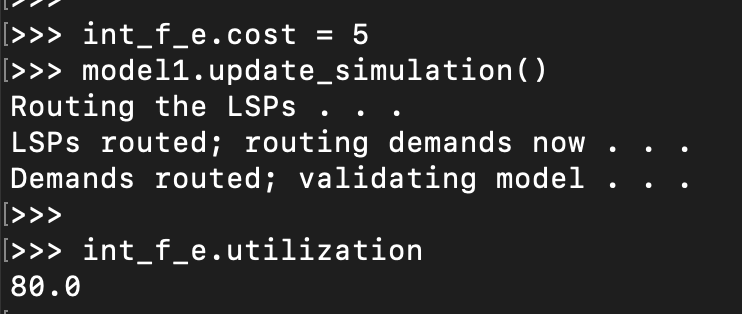 >>>
>>> int_f_e.cost = 5
>>> model1.update_simulation()
Routing the LSPs . . .
LSPs routed; routing demands now . . .
Demands routed; validating model . . .
>>>
>>> int_f_e.utilization
80.0